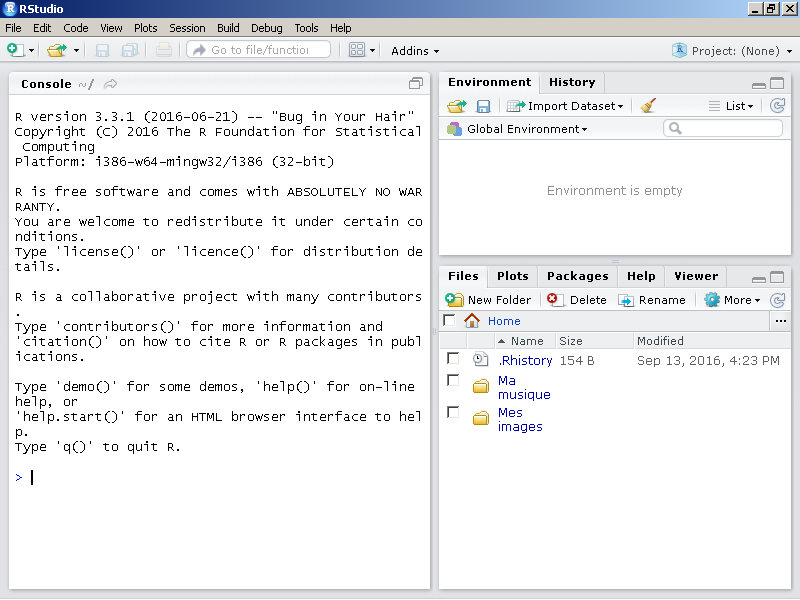 RStudio
File Edit Code View Plots Session Build Debug Tools Help
Go to file/functior Addins Project: (None)
Console ~/
R version 3.3.1 (2016-06-21) -- "Bug in Your Hair"
Copyright (C) 2016 The R Foundation for Statistical
Computing
Platform: i386-w64-mingw32/i386 (32-bit)
R is free software and comes with ABSOLUTELY NO WAR
RANTY.
You are welcome to redistribute it under certain co
nditions.
Type 'license()' or 'licence()' for distribution de
tails.
R is a collaborative project with many contributors
.
Type 'contributors()' for more information and
'citation()' on how to cite R or R packages in publ
ications.
Type 'demo()' for some demos, 'help()' for on-line
help, or
'help.start()' for an HTML browser interface to hel
p.
Type 'q()' to quit R.
>
Environment History
Import Dataset List
Global Environment
Environment is empty
Files Plots Packages Help Viewer
New Folder Delete Rename More
Home ...
Name Size Modified
.Rhistory 154 B Sep 13, 2016, 4:23 PM
Ma
musique
Mes
images